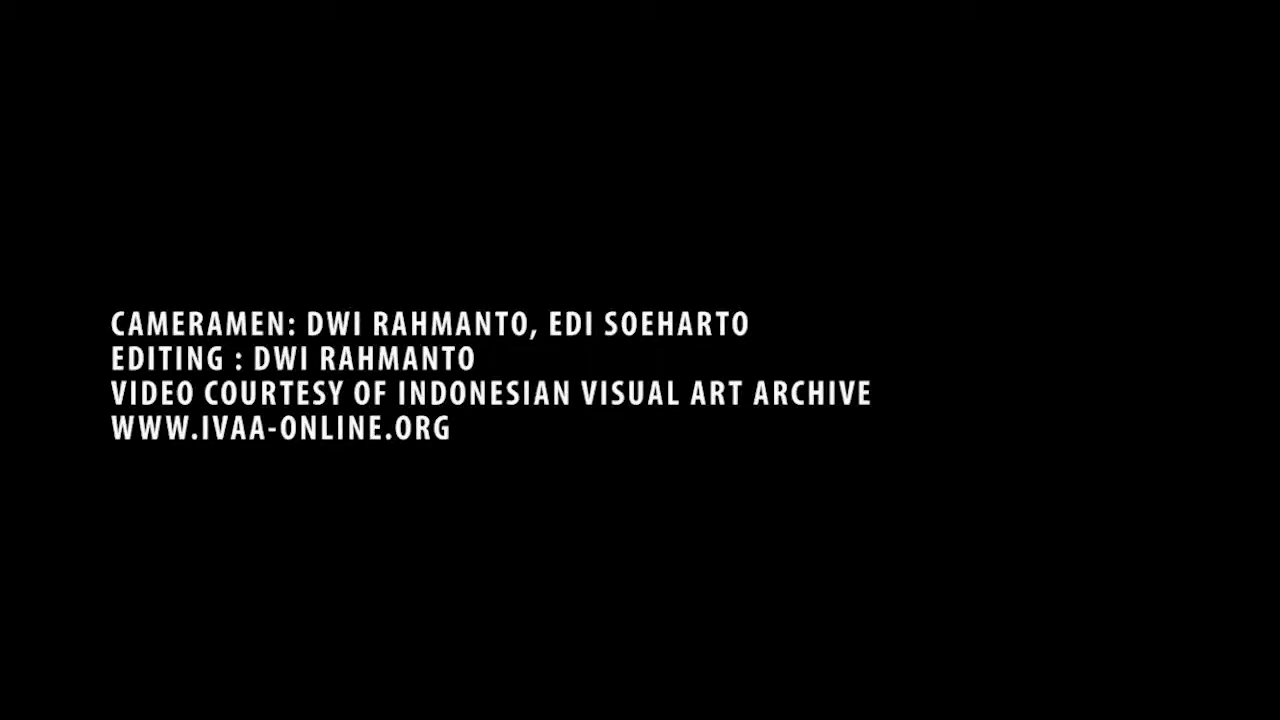 CAMERAMEN: DWI RAHMANTO, EDI SOEHARTO
EDITING : DWI RAHMANTO
VIDEO COURTESY OF INDONESIAN VISUAL ART ARCHIVE
WWW.IVAA-ONLINE.ORG